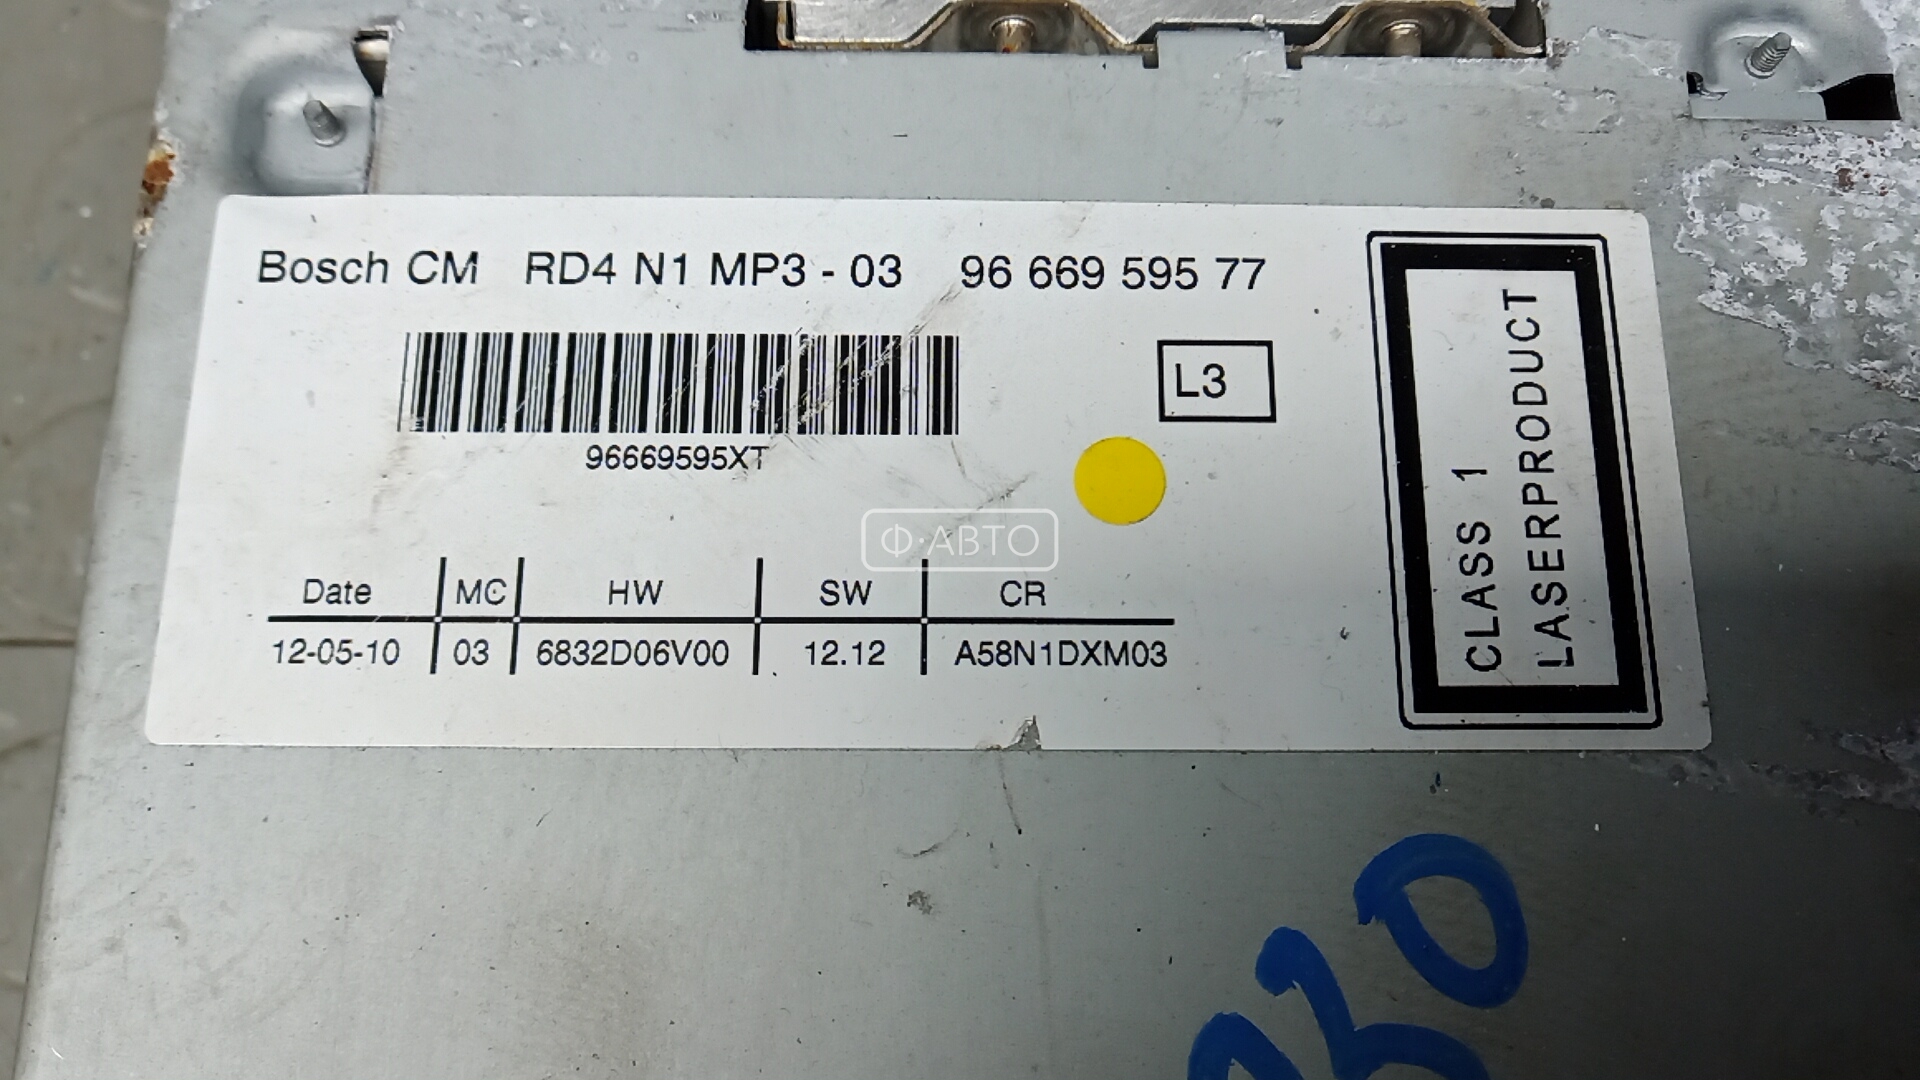 Bosch CM RD4 N1 MP3 - 03 96 669 595 77
96669595XT
L3
Ф·АВТО
Date MC HW SW CR
12-05-10 03 6832D06V00 12.12 A58N1DXM03
CLASS 1
LASERPRODUCT